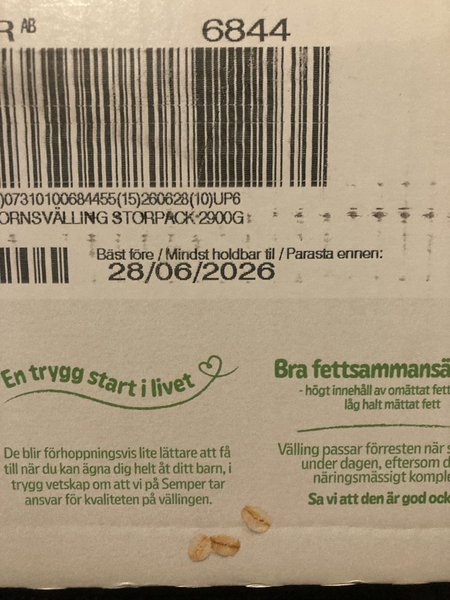 R AB
6844
)07310100684455(15)260628(10)UP6
ORNSVÄLLING STORPACK 2900G
Bäst före / Mindst holdbar til / Parasta ennen:
28/06/2026
En trygg start i livet
De blir förhoppningsvis lite lättare att få
till när du kan ägna dig helt åt ditt barn, i
trygg vetskap om att vi på Semper tar
ansvar för kvaliteten på vällingen.
Bra fettsammansä
- högt innehåll av omättat fett
låg halt mättat fett
Välling passar förresten när s
under dagen, eftersom d
näringsmässigt komple
Sa vi att den är god ock